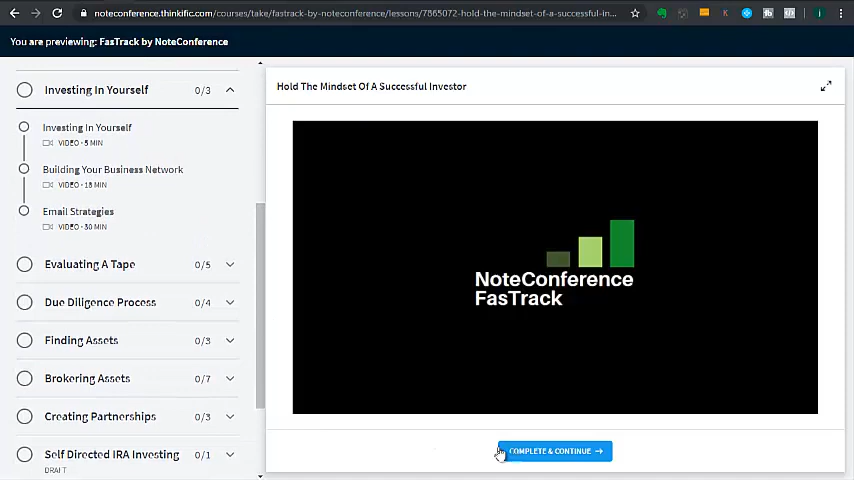 noteconference.thinkific.com/courses/take/fastrack-by-noteconference/lessons/7865072-hold-the-mindset-of-a-successful-in...
You are previewing: FasTrack by NoteConference
Investing In Yourself 0/3
Investing In Yourself
VIDEO · 5 MIN
Building Your Business Network
VIDEO · 18 MIN
Email Strategies
VIDEO · 30 MIN
Evaluating A Tape 0/5
Due Diligence Process 0/4
Finding Assets 0/3
Brokering Assets 0/7
Creating Partnerships 0/3
Self Directed IRA Investing 0/1
DRAFT
Hold The Mindset Of A Successful Investor
NoteConference
FasTrack
COMPLETE & CONTINUE →